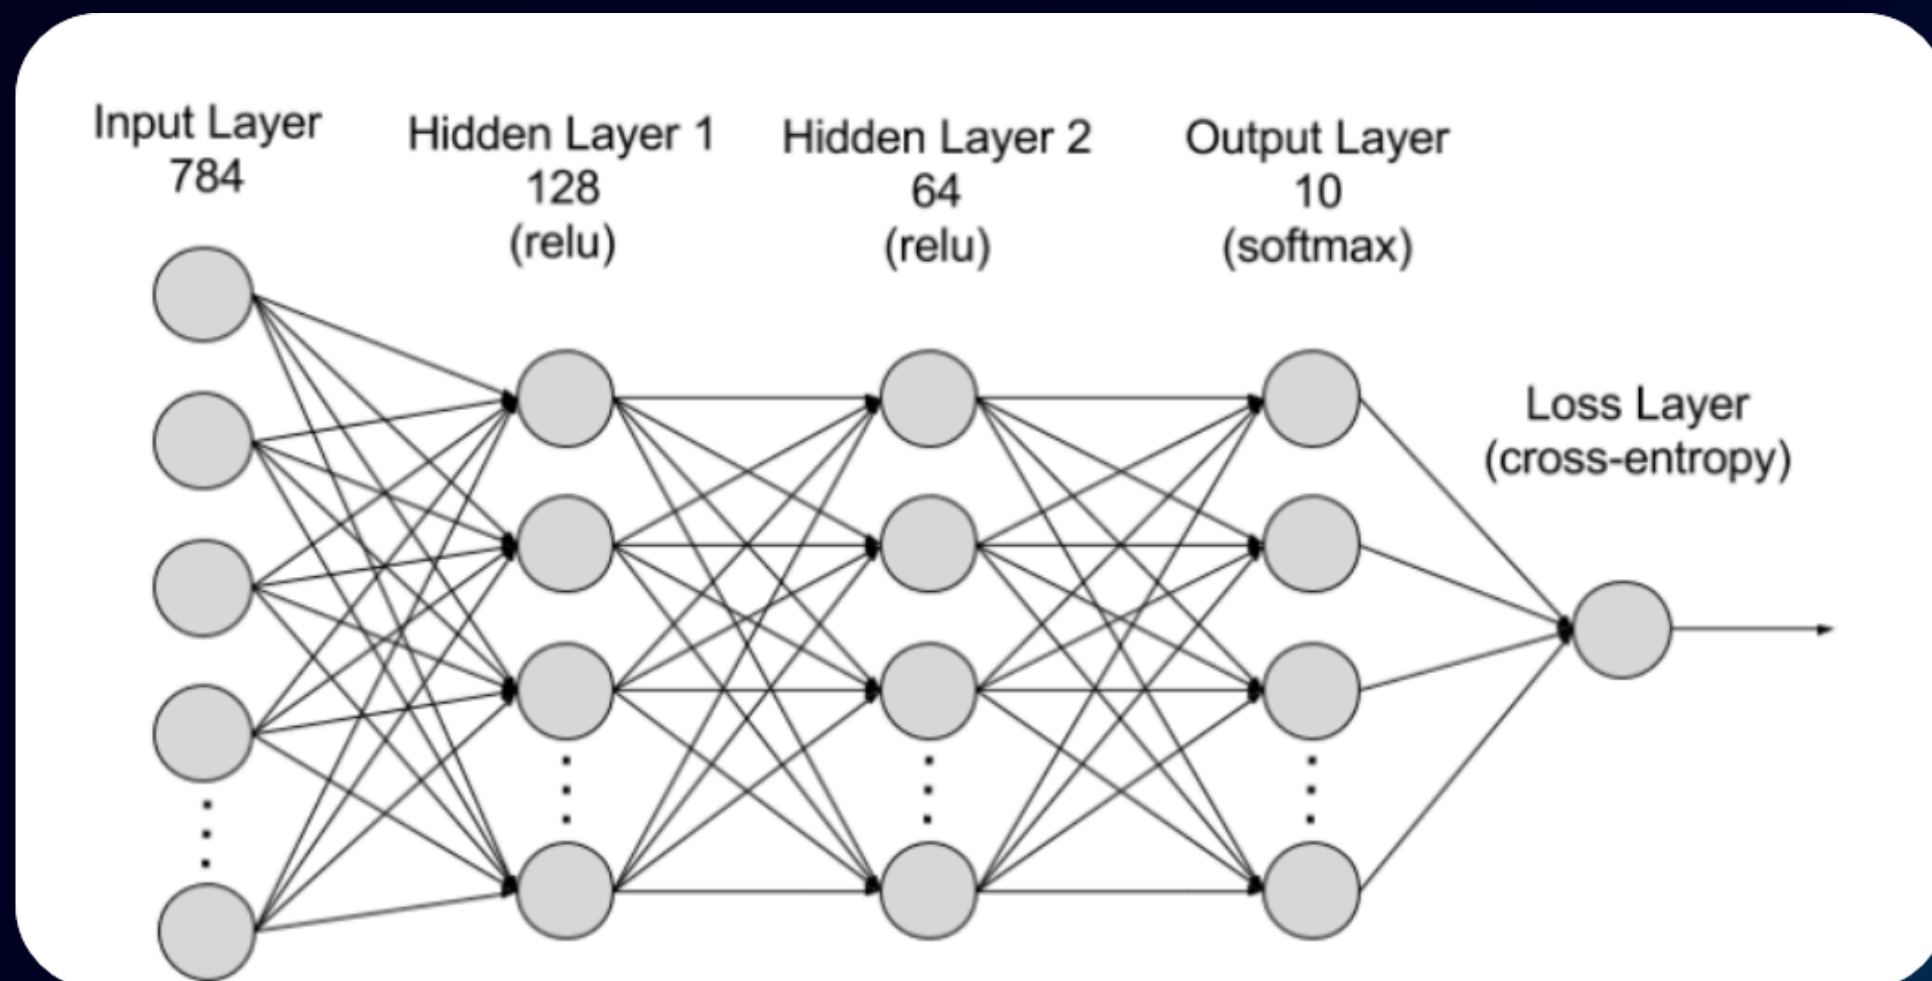 Input Layer
784
Hidden Layer 1
128
(relu)
Hidden Layer 2
64
(relu)
Output Layer
10
(softmax)
Loss Layer
(cross-entropy)